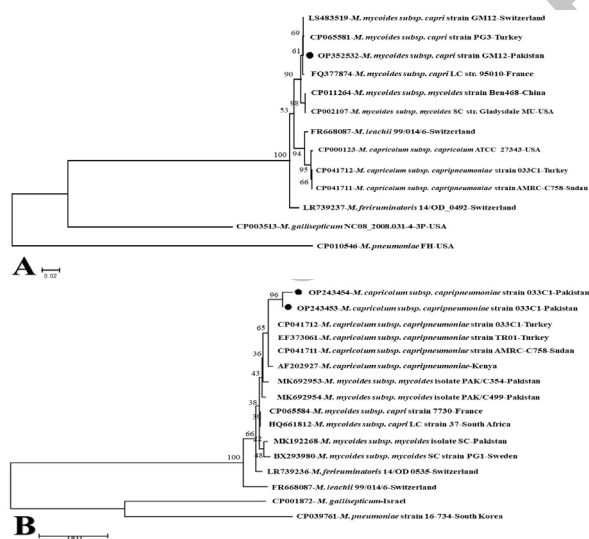 LS483519-M. mycoides subsp. capri strain GM12-Switzerland
69
CP065581-M. mycoides subsp. capri strain PG3-Turkey
61
OP352532-M. mycoides subsp. capri strain GM12-Pakistan
90
FQ377874-M. mycoides subsp. capri LC str. 95010-France
CP011264-M. mycoides subsp. mycoides strain Ben468-China
98
CP002107-M. mycoides subsp. mycoides SC str. Gladysdale MU-USA
53
FR668087-M. leachii 99/014/6-Switzerland
CP000123-M. capricolum subsp. capricolum ATCC 27343-USA
94
100
CP041712-M. capricolum subsp. capripneumoniae strain 033C1-Turkey
95
66
CP041711-M. capricolum subsp. capripneumoniae strain AMRC-C758-Sudan
LR739237-M. feriruminatoris 14/OD_0492-Switzerland
CP003513-M. gallisepticum NC08_2008.031-4-3P-USA
CP010546-M. pneumoniae FH-USA
A
0.02
OP243454-M. capricolum subsp. capripneumoniae strain 033C1-Pakistan
96
OP243453-M. capricolum subsp. capripneumoniae strain 033C1-Pakistan
CP041712-M. capricolum subsp. capripneumoniae strain 033C1-Turkey
65
EF373061-M. capricolum subsp. capripneumoniae strain TR01-Turkey
CP041711-M. capricolum subsp. capripneumoniae strain AMRC-C758-Sudan
36
AF202927-M. capricolum subsp. capripneumoniae-Kenya
43
MK692953-M. mycoides subsp. mycoides isolate PAK/C354-Pakistan
MK692954-M. mycoides subsp. mycoides isolate PAK/C499-Pakistan
38
CP065584-M. mycoides subsp. capri strain 7730-France
HQ661812-M. mycoides subsp. capri LC strain 37-South Africa
66
MK192268-M. mycoides subsp. mycoides isolate SC-Pakistan
BX293980-M. mycoides subsp. mycoides SC strain PG1-Sweden
48
100
LR739236-M. feriruminatoris 14/OD 0535-Switzerland
FR668087-M. leachii 99/014/6-Switzerland
CP001872-M. gallisepticum-Israel
CP039761-M. pneumoniae strain 16-734-South Korea
B